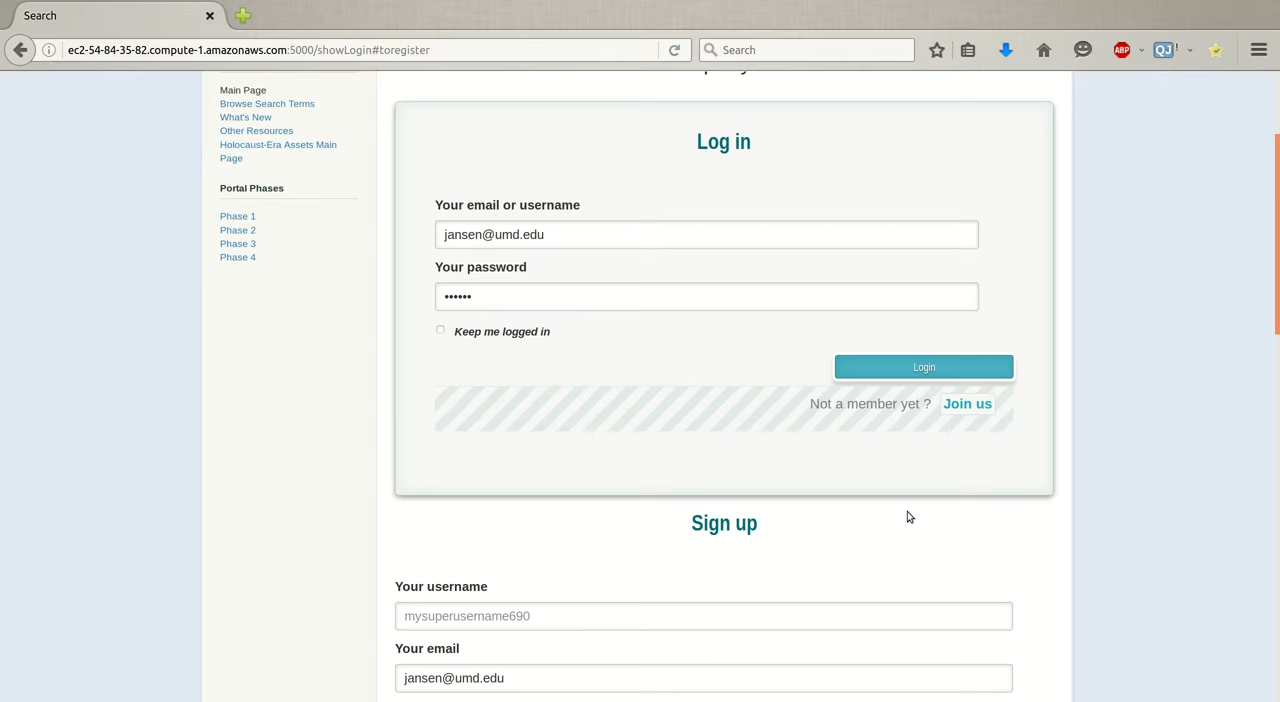 Search
ec2-54-84-35-82.compute-1.amazonaws.com:5000/showLogin#toregister
Search
ABP
QJ !
Main Page
Browse Search Terms
What's New
Other Resources
Holocaust-Era Assets Main
Page
Portal Phases
Phase 1
Phase 2
Phase 3
Phase 4
Log in
Your email or username
jansen@umd.edu
Your password
••••••
Keep me logged in
Login
Not a member yet ? Join us
Sign up
Your username
mysuperusername690
Your email
jansen@umd.edu